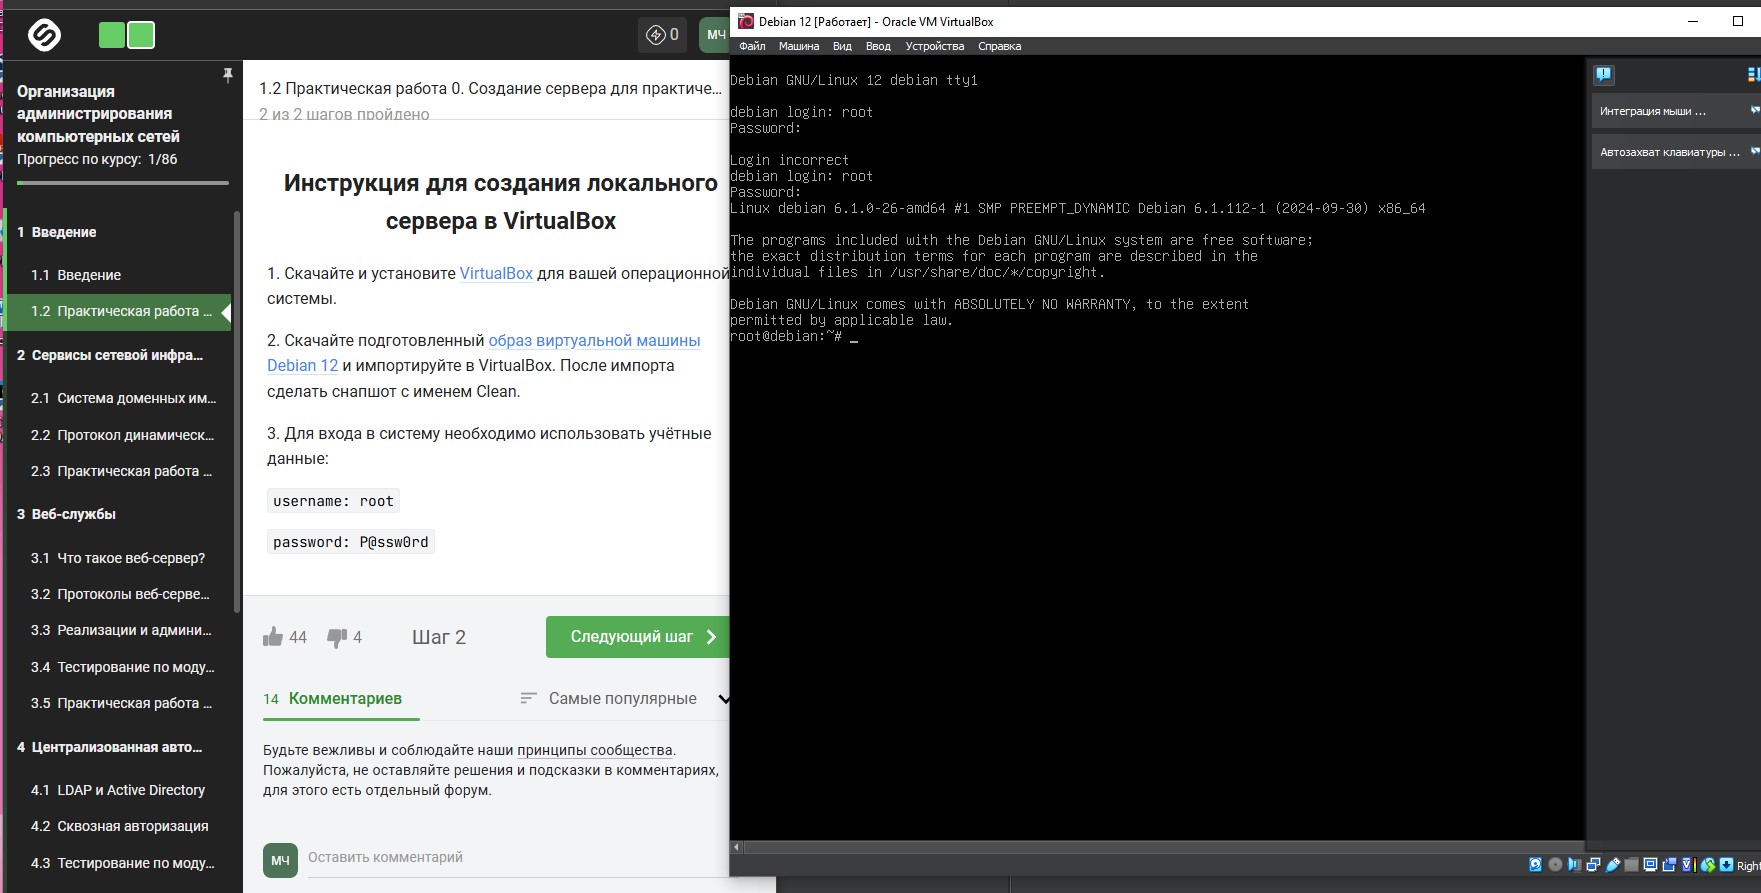 0
МЧ
Организация
администрирования
компьютерных сетей
Прогресс по курсу: 1/86
1 Введение
1.1 Введение
1.2 Практическая работа ...
2 Сервисы сетевой инфра...
2.1 Система доменных им...
2.2 Протокол динамическ...
2.3 Практическая работа ...
3 Веб-службы
3.1 Что такое веб-сервер?
3.2 Протоколы веб-серве...
3.3 Реализации и админи...
3.4 Тестирование по моду...
3.5 Практическая работа ...
4 Централизованная авто...
4.1 LDAP и Active Directory
4.2 Сквозная авторизация
4.3 Тестирование по моду...
1.2 Практическая работа 0. Создание сервера для практиче...
2 из 2 шагов пройдено
Инструкция для создания локального
сервера в VirtualBox
1. Скачайте и установите VirtualBox для вашей операционной
системы.
2. Скачайте подготовленный образ виртуальной машины
Debian 12 и импортируйте в VirtualBox. После импорта
сделать снапшот с именем Clean.
3. Для входа в систему необходимо использовать учётные
данные:
username: root
password: P@ssw0rd
44
4
Шаг 2
Следующий шаг
14 Комментариев
Самые популярные
Будьте вежливы и соблюдайте наши принципы сообщества.
Пожалуйста, не оставляйте решения и подсказки в комментариях,
для этого есть отдельный форум.
МЧ
Оставить комментарий
Debian 12 [Работает] - Oracle VM VirtualBox
Файл Машина Вид Ввод Устройства Справка
Debian GNU/Linux 12 debian tty1
debian login: root
Password:
Login incorrect
debian login: root
Password:
Linux debian 6.1.0-26-amd64 #1 SMP PREEMPT_DYNAMIC Debian 6.1.112-1 (2024-09-30) x86_64
The programs included with the Debian GNU/Linux system are free software;
the exact distribution terms for each program are described in the
individual files in /usr/share/doc/*/copyright.
Debian GNU/Linux comes with ABSOLUTELY NO WARRANTY, to the extent
permitted by applicable law.
root@debian:~# _
Интеграция мыши ...
Автозахват клавиатуры ...
Right